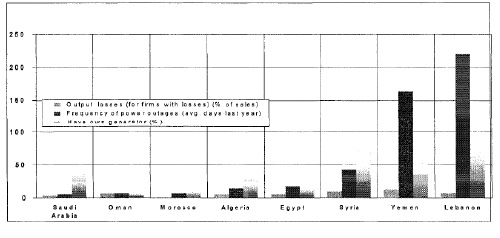 250
200
150
100
50
0
Output losses (for firms with losses) (% of sales)
Frequency of power outages (avg days last year)
Have own generator (%)
Saudi Arabia
Oman
Morocco
Algeria
Egypt
Syria
Yemen
Lebanon